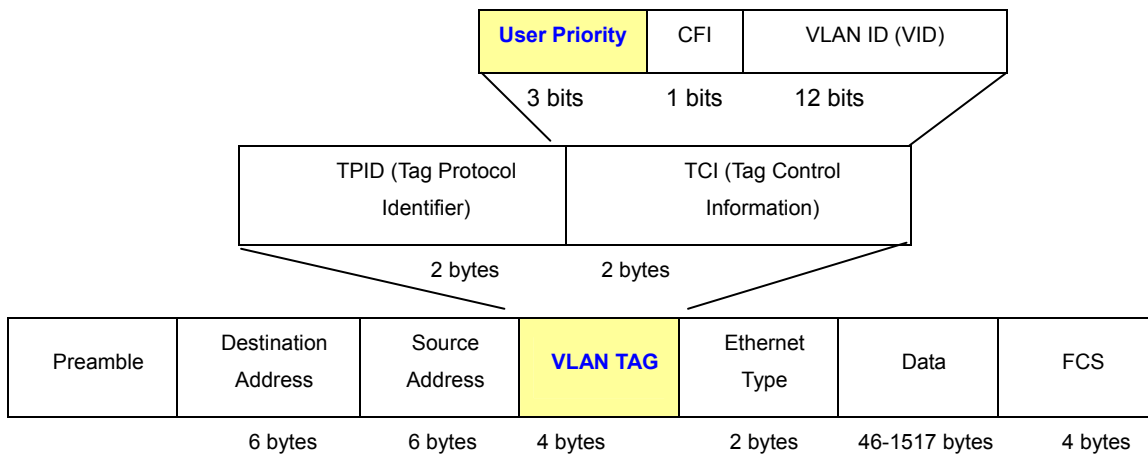 User Priority CFI VLAN ID (VID)
3 bits 1 bits 12 bits
TPID (Tag Protocol TCI (Tag Control
Identifier) Information)
2 bytes 2 bytes
Preamble Destination Source VLAN TAG Ethernet Data FCS
Address Address Type
6 bytes 6 bytes 4 bytes 2 bytes 46-1517 bytes 4 bytes